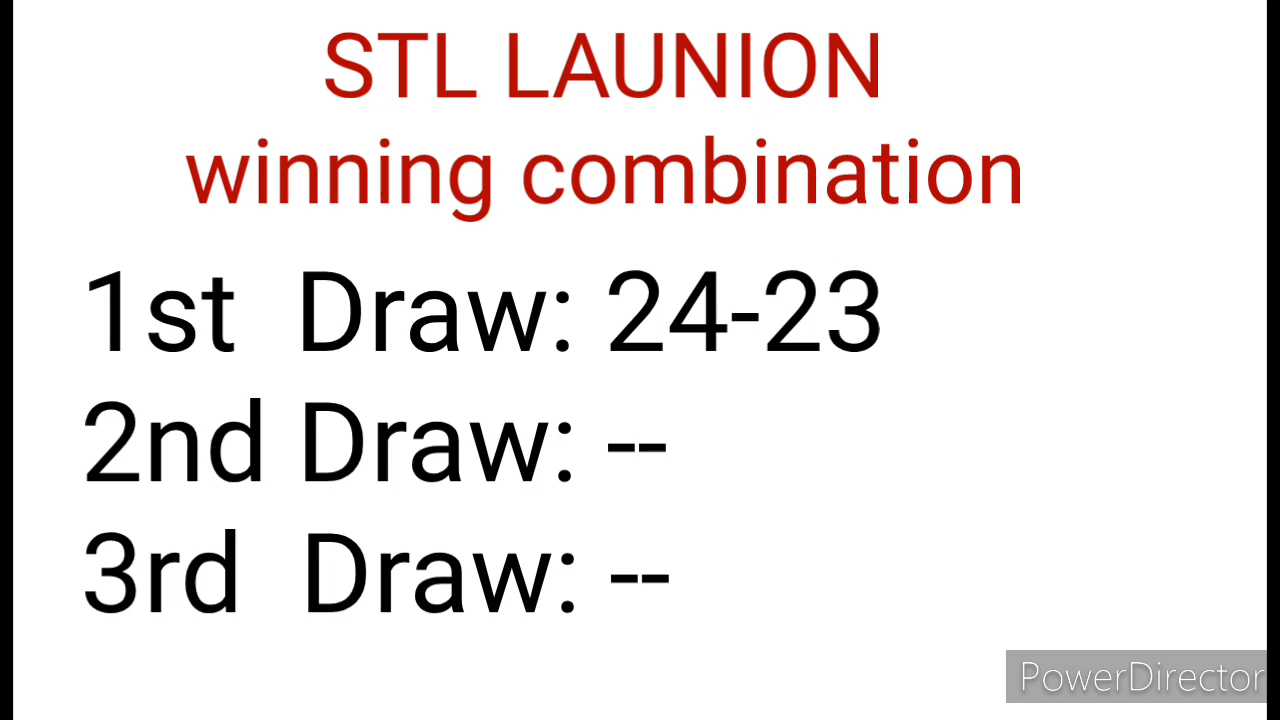 STL LAUNION
winning combination
1st Draw: 24-23
2nd Draw: --
3rd Draw: --
PowerDirector